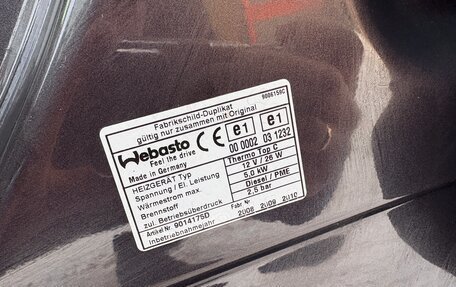 9006159C
Fabrikschild-Duplikat
gültig nur zusammen mit Original
Webasto CE e1 e1
Feel the drive
00 0002 03 1232
Made in Germany
HEIZGERÄT Typ Thermo Top C
Spannung / El. Leistung 12 V / 26 W
Wärmestrom max. 5,0 kW
Brennstoff Diesel / PME
zul. Betriebsüberdruck 2,5 bar
Artikel Nr. 9014175D Fabr. Nr.
Inbetriebnahmejahr 2008 2009 2010